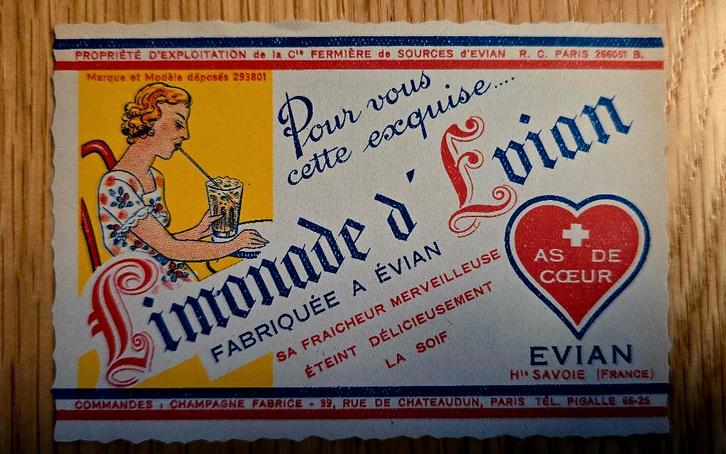 PROPRIÉTÉ D'EXPLOITATION de la Cie FERMIÈRE de SOURCES d'EVIAN R. C. PARIS 266051 B.
Marque et Modèle déposés 293801
Pour vous
cette exquise....
Limonade d'Evian
FABRIQUÉE A ÉVIAN
SA FRAICHEUR MERVEILLEUSE
ÉTEINT DÉLICIEUSEMENT
LA SOIF
AS DE
CŒUR
EVIAN
Hte SAVOIE (FRANCE)
COMMANDES : CHAMPAGNE FABRICE - 39, RUE DE CHATEAUDUN, PARIS TÉL. PIGALLE 66-25